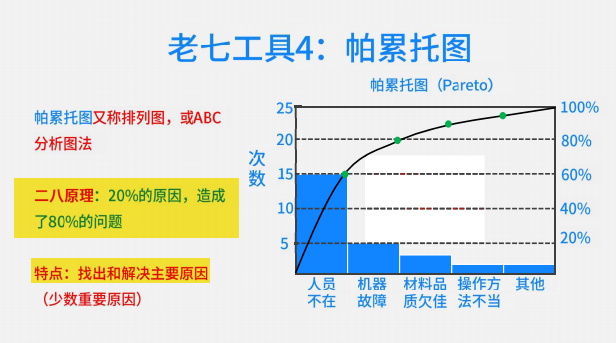 老七工具4：帕累托图
帕累托图（Pareto）
帕累托图又称排列图，或ABC
分析图法
二八原理：20%的原因，造成
了80%的问题
特点：找出和解决主要原因
（少数重要原因）
次
数
25
20
15
10
5
100%
80%
60%
40%
20%
人员
不在
机器
故障
材料品
质欠佳
操作方
法不当
其他